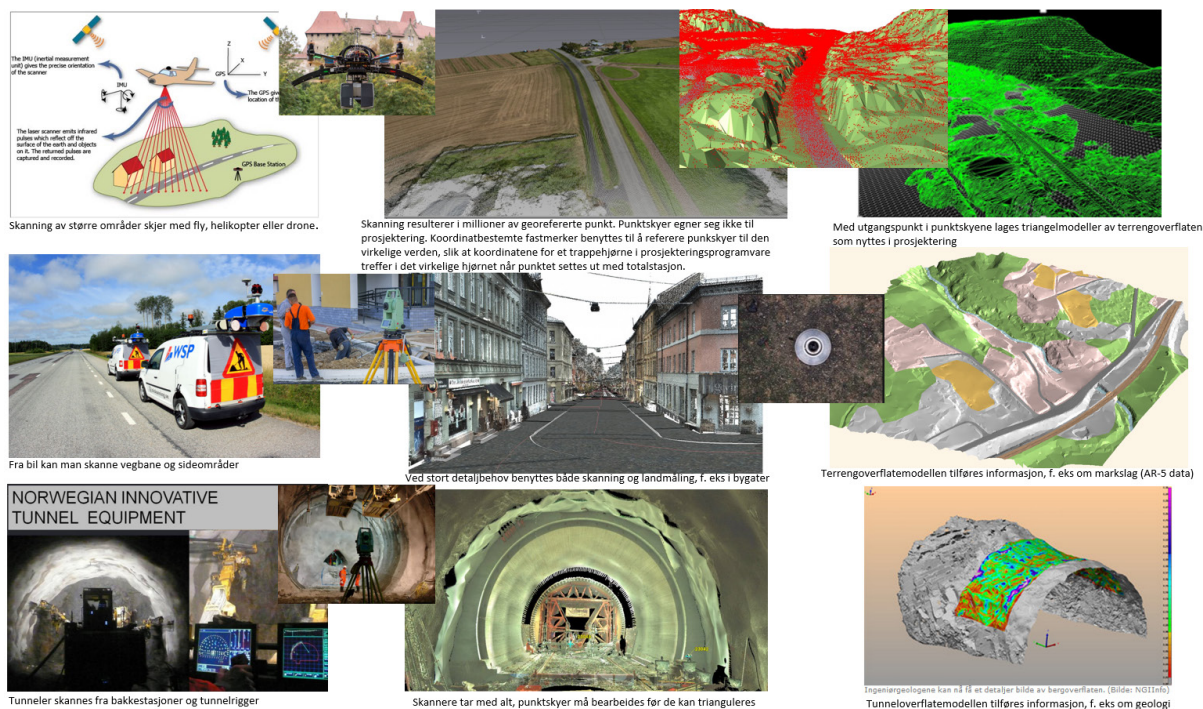 The IMU (inertial measurement
unit) gives the precise orientation
of the scanner
IMU
GPS
Z
X
Y
The GPS
location of
The laser scanner emits infrared
pulses which reflect off the
surface of the earth and objects
on it. The returned pulses are
captured and recorded.
GPS Base Station
Skanning av større områder skjer med fly, helikopter eller drone.
Skanning resulterer i millioner av georefererte punkt. Punktskyer egner seg ikke til
prosjektering. Koordinatbestemte fastmerker benyttes til å referere punkskyer til den
virkelige verden, slik at koordinatene for et trappehjørne i prosjekteringsprogramvare
treffer i det virkelige hjørnet når punktet settes ut med totalstasjon.
Med utgangspunkt i punktskyene lages triangelmodeller av terrengoverflaten
som nyttes i prosjektering
WSP
Fra bil kan man skanne vegbane og sideområder
Ved stort detaljbehov benyttes både skanning og landmåling, f. eks i bygater
Terrengoverflatemodellen tilføres informasjon, f. eks om markslag (AR-5 data)
NORWEGIAN INNOVATIVE
TUNNEL EQUIPMENT
Tunneler skannes fra bakkestasjoner og tunnelrigger
Skannere tar med alt, punktskyer må bearbeides før de kan trianguleres
Ingeniørgeologene kan nå få et detaljer bilde av bergoflaten. (Bilde: NGIInfo)
Tunneloverflatemodellen tilføres informasjon, f. eks om geologi